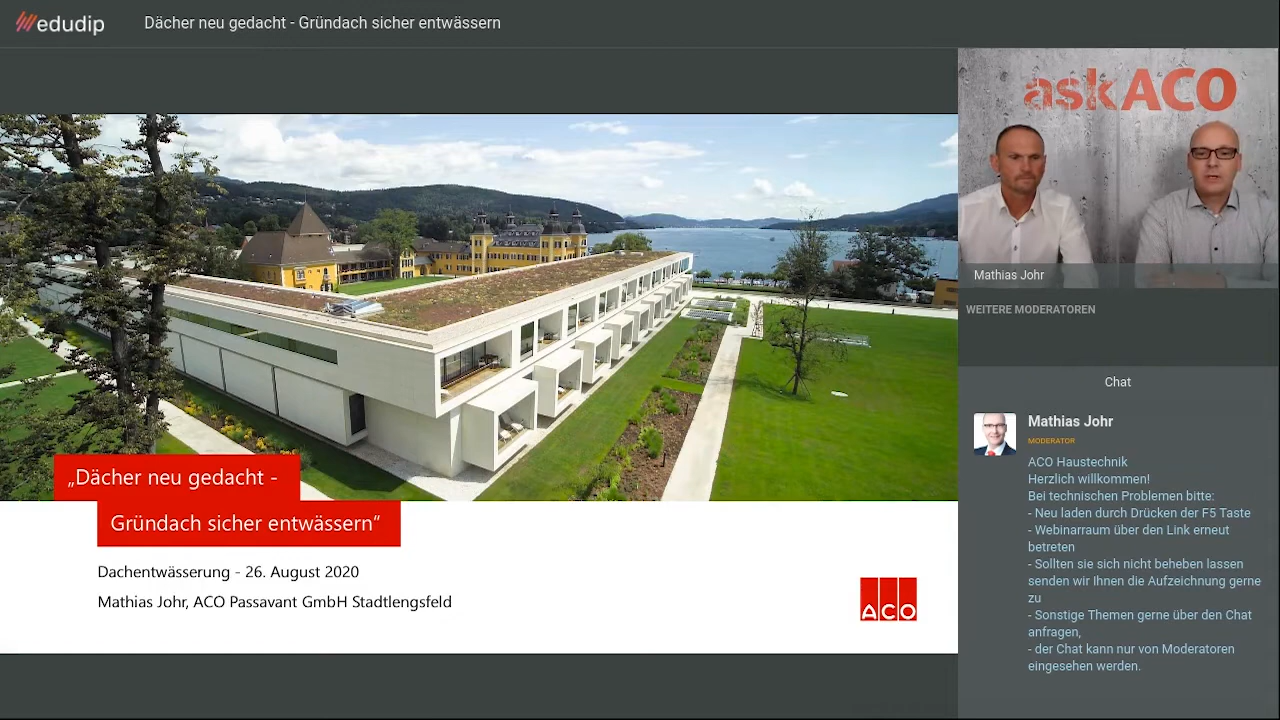 edudip
Dächer neu gedacht - Gründach sicher entwässern
askACO
Mathias Johr
WEITERE MODERATOREN
Chat
Mathias Johr
MODERATOR
ACO Haustechnik
Herzlich willkommen!
Bei technischen Problemen bitte:
- Neu laden durch Drücken der F5 Taste
- Webinarraum über den Link erneut
betreten
- Sollten sie sich nicht beheben lassen
senden wir Ihnen die Aufzeichnung gerne
zu
- Sonstige Themen gerne über den Chat
anfragen,
- der Chat kann nur von Moderatoren
eingesehen werden.
„Dächer neu gedacht -
Gründach sicher entwässern“
Dachentwässerung - 26. August 2020
Mathias Johr, ACO Passavant GmbH Stadtlengsfeld
ACO